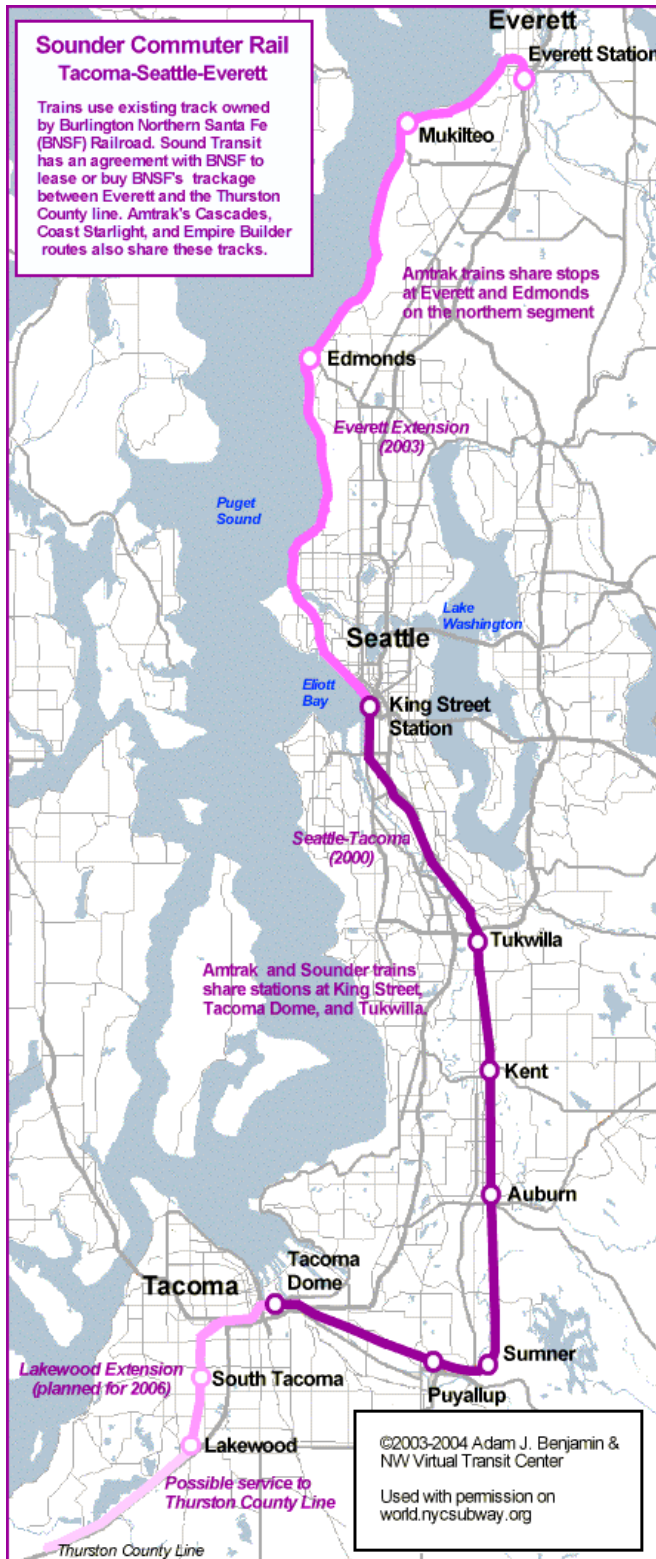 Sounder Commuter Rail
Tacoma-Seattle-Everett
Trains use existing track owned
by Burlington Northern Santa Fe
(BNSF) Railroad. Sound Transit
has an agreement with BNSF to
lease or buy BNSF's trackage
between Everett and the Thurston
County line. Amtrak's Cascades,
Coast Starlight, and Empire Builder
routes also share these tracks.
Everett
Everett Station
Mukilteo
Amtrak trains share stops
at Everett and Edmonds
on the northern segment
Edmonds
Everett Extension
(2003)
Puget
Sound
Lake
Washington
Seattle
Eliott
Bay
King Street
Station
Seattle-Tacoma
(2000)
Tukwilla
Amtrak and Sounder trains
share stations at King Street,
Tacoma Dome, and Tukwilla.
Kent
Auburn
Tacoma
Dome
Tacoma
Sumner
Puyallup
Lakewood Extension
(planned for 2006)
South Tacoma
Lakewood
Possible service to
Thurston County Line
Thurston County Line
©2003-2004 Adam J. Benjamin &
NW Virtual Transit Center
Used with permission on
world.nycsubway.org